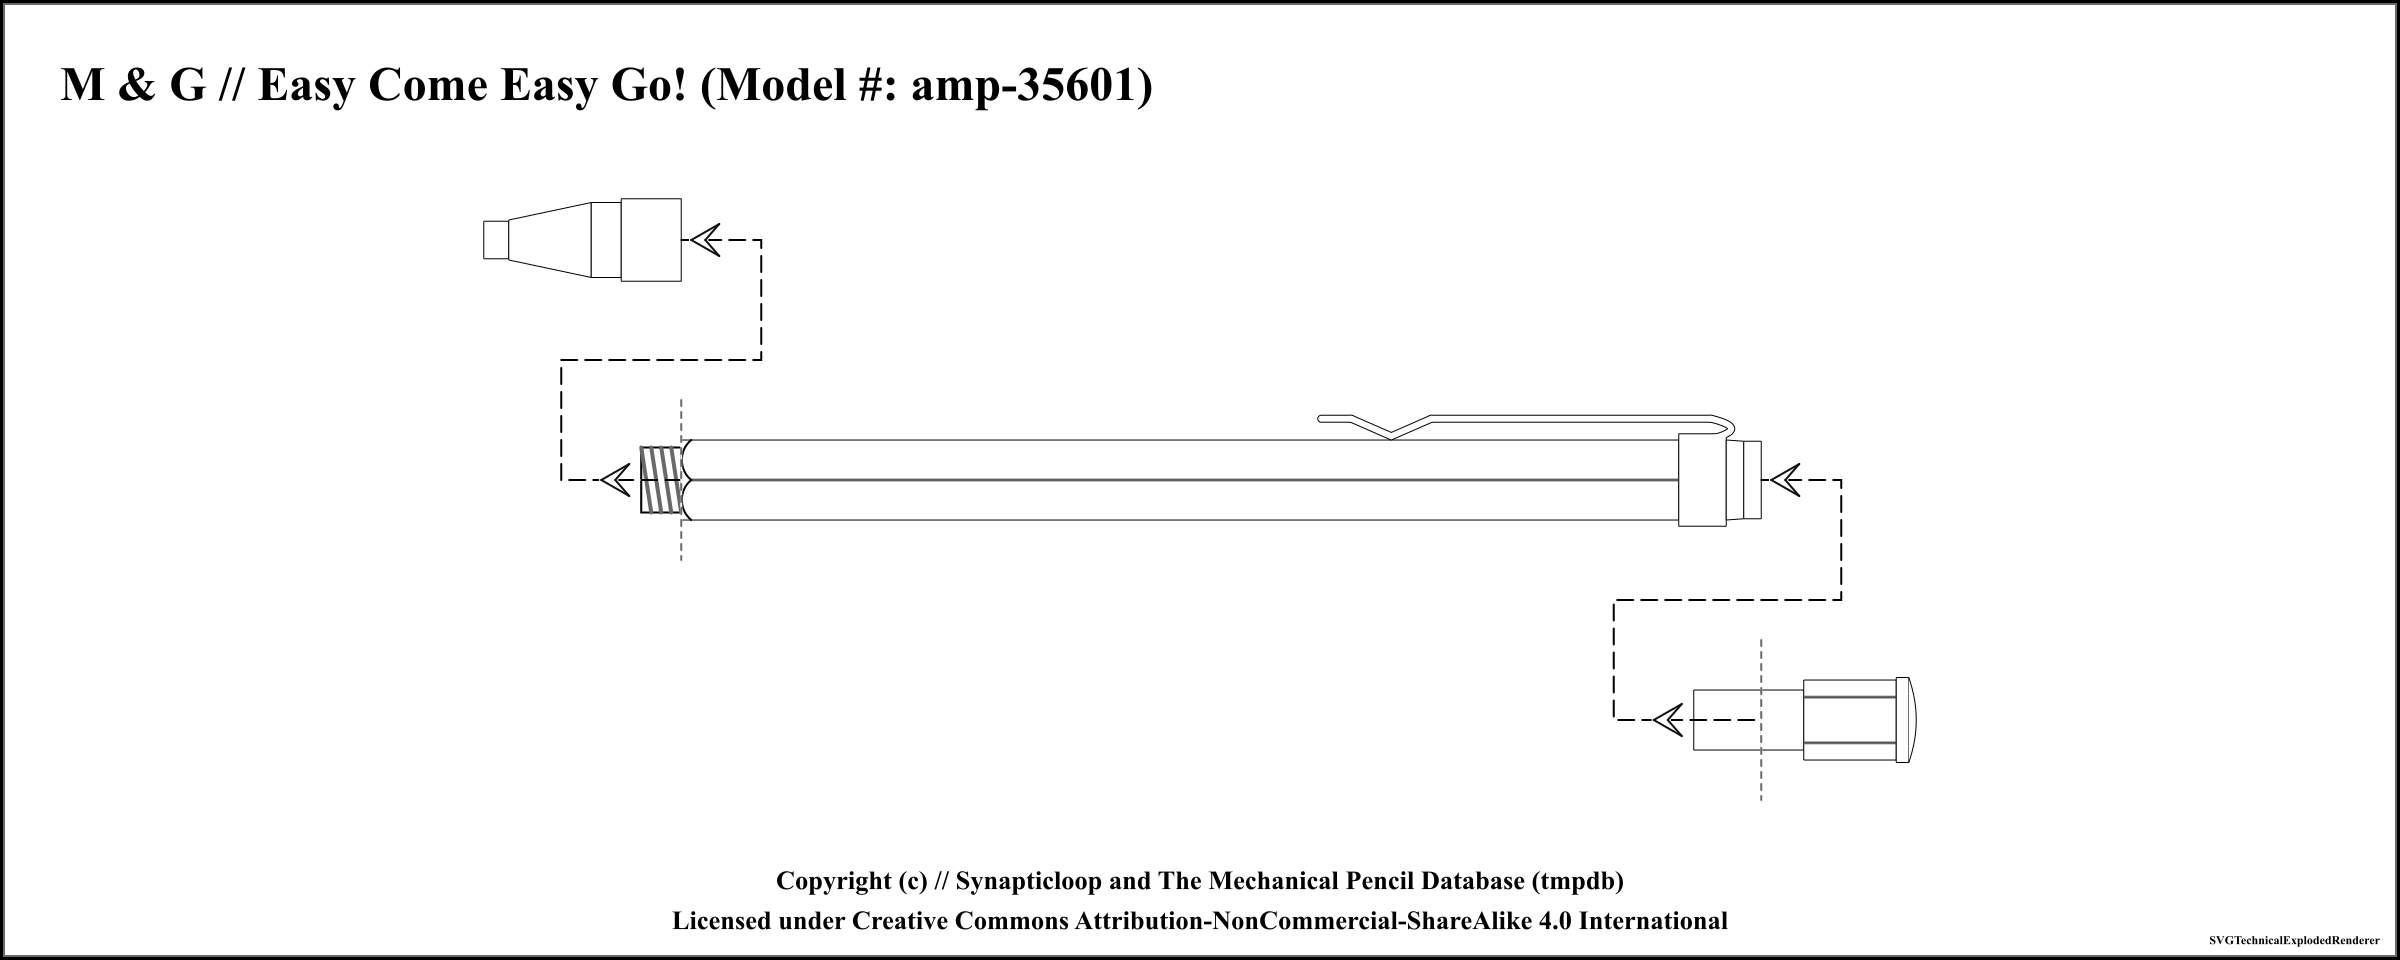 M & G // Easy Come Easy Go! (Model #: amp-35601)
Copyright (c) // Synapticloop and The Mechanical Pencil Database (tmpdb)
Licensed under Creative Commons Attribution-NonCommercial-ShareAlike 4.0 International
SVGTechnicalExplodedRenderer